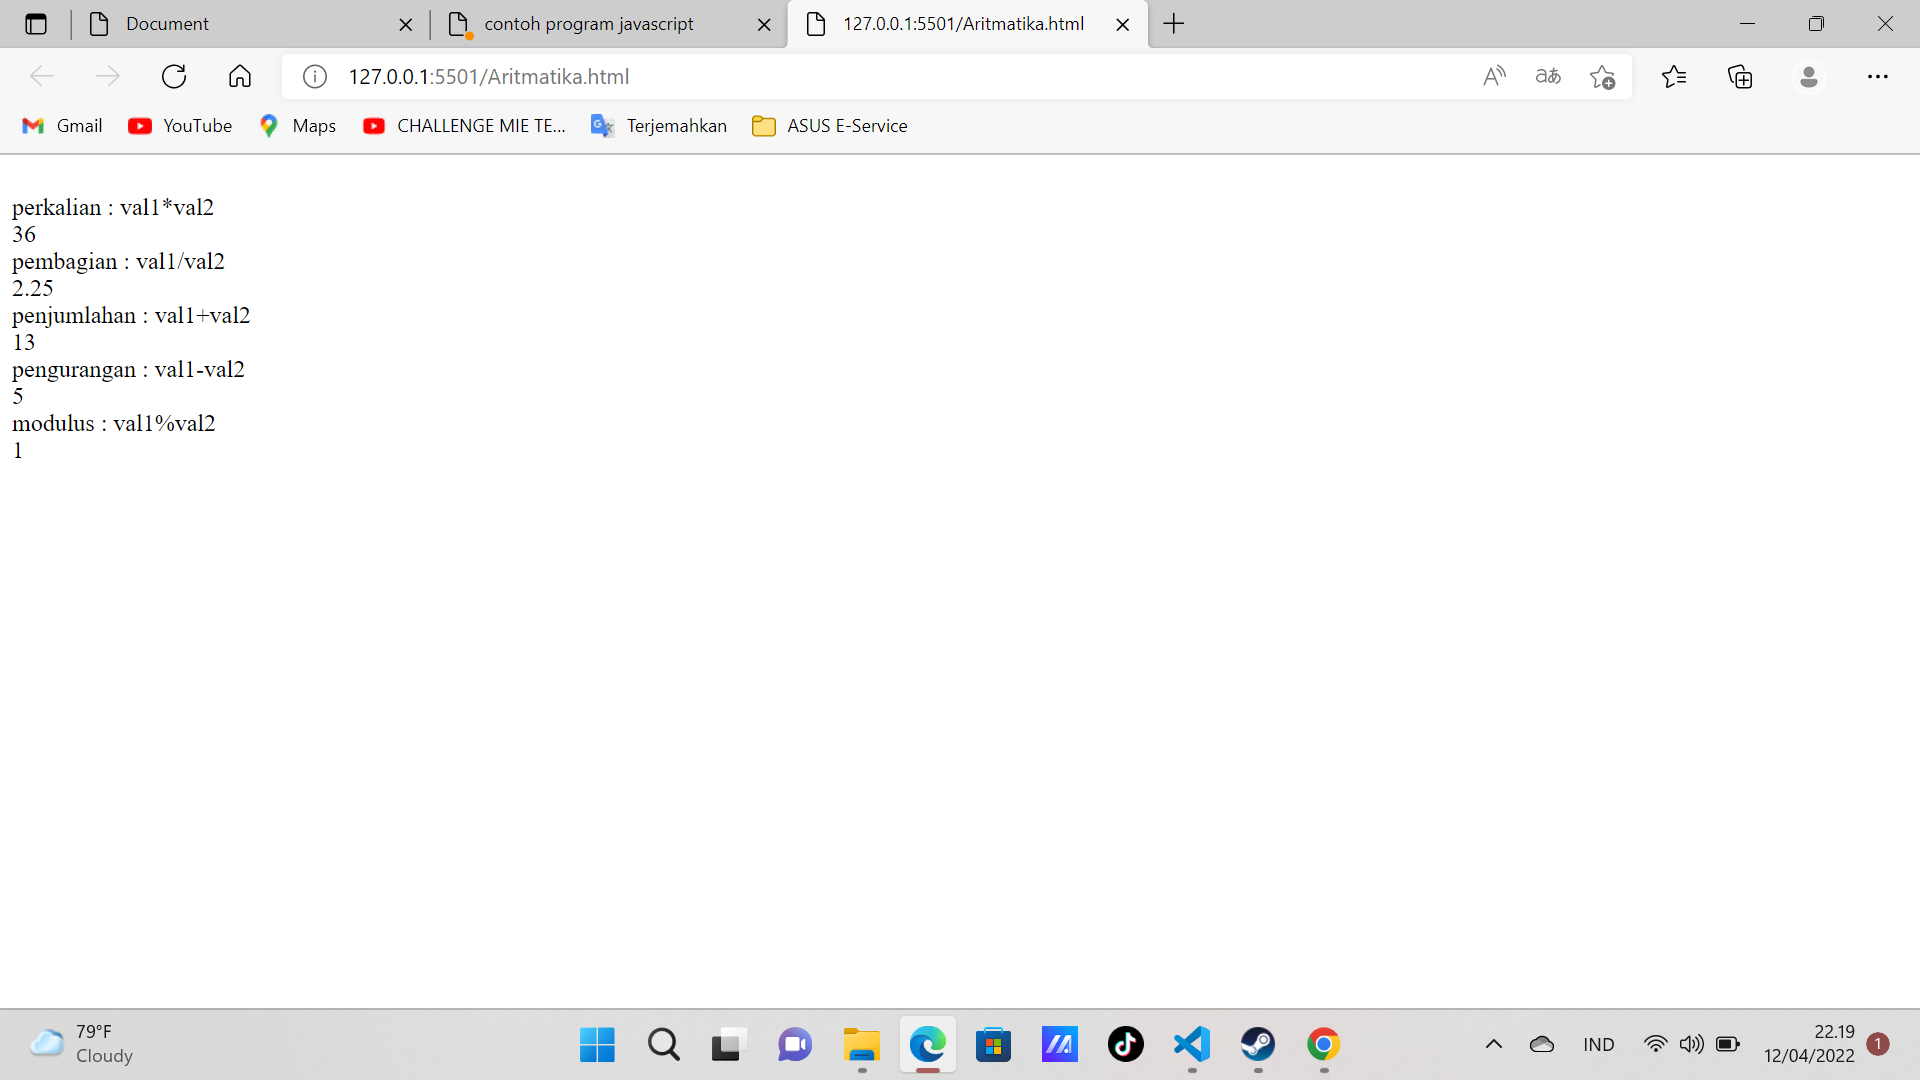 Document
contoh program javascript
127.0.0.1:5501/Aritmatika.html
127.0.0.1:5501/Aritmatika.html
Gmail
YouTube
Maps
CHALLENGE MIE TE...
Terjemahkan
ASUS E-Service
perkalian : val1*val2
36
pembagian : val1/val2
2.25
penjumlahan : val1+val2
13
pengurangan : val1-val2
5
modulus : val1%val2
1
79°F
Cloudy
IND
22.19
12/04/2022
1